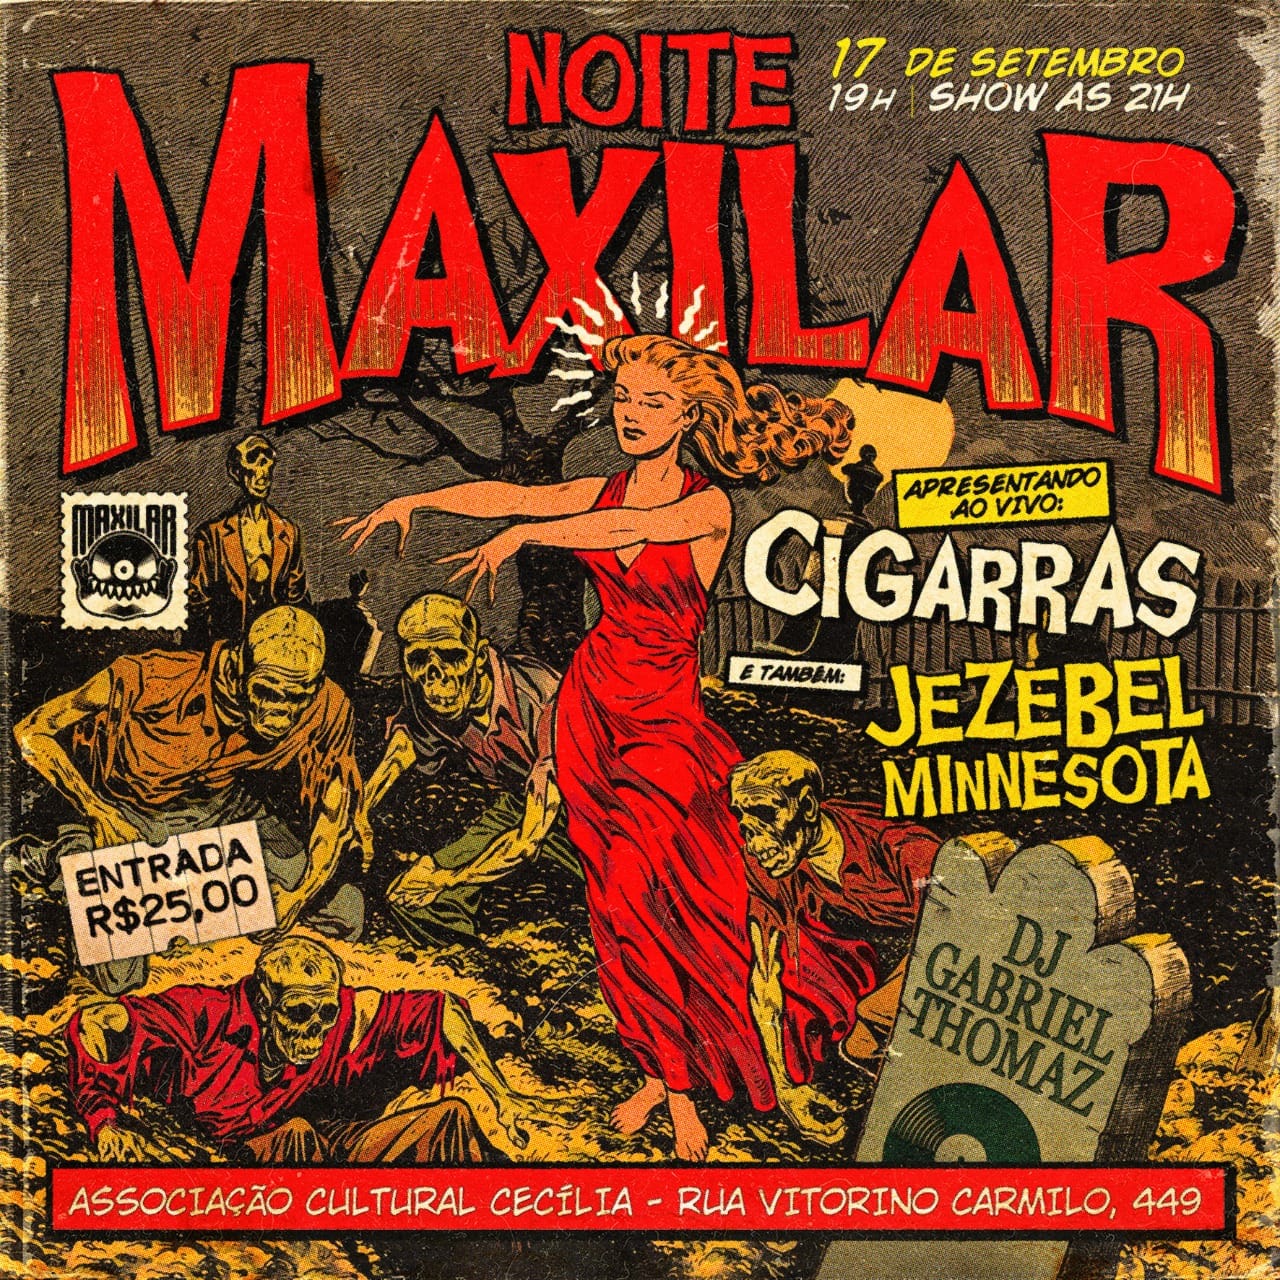 NOITE
MAXILAR
17 DE SETEMBRO
19H | SHOW AS 21H
MAXILAR
APRESENTANDO
AO VIVO:
CIGARRAS
E TAMBÉM:
JEZEBEL
MINNESOTA
ENTRADA
R$25,00
DJ
GABRIEL
THOMAZ
ASSOCIAÇÃO CULTURAL CECÍLIA - RUA VITORINO CARMILO, 449